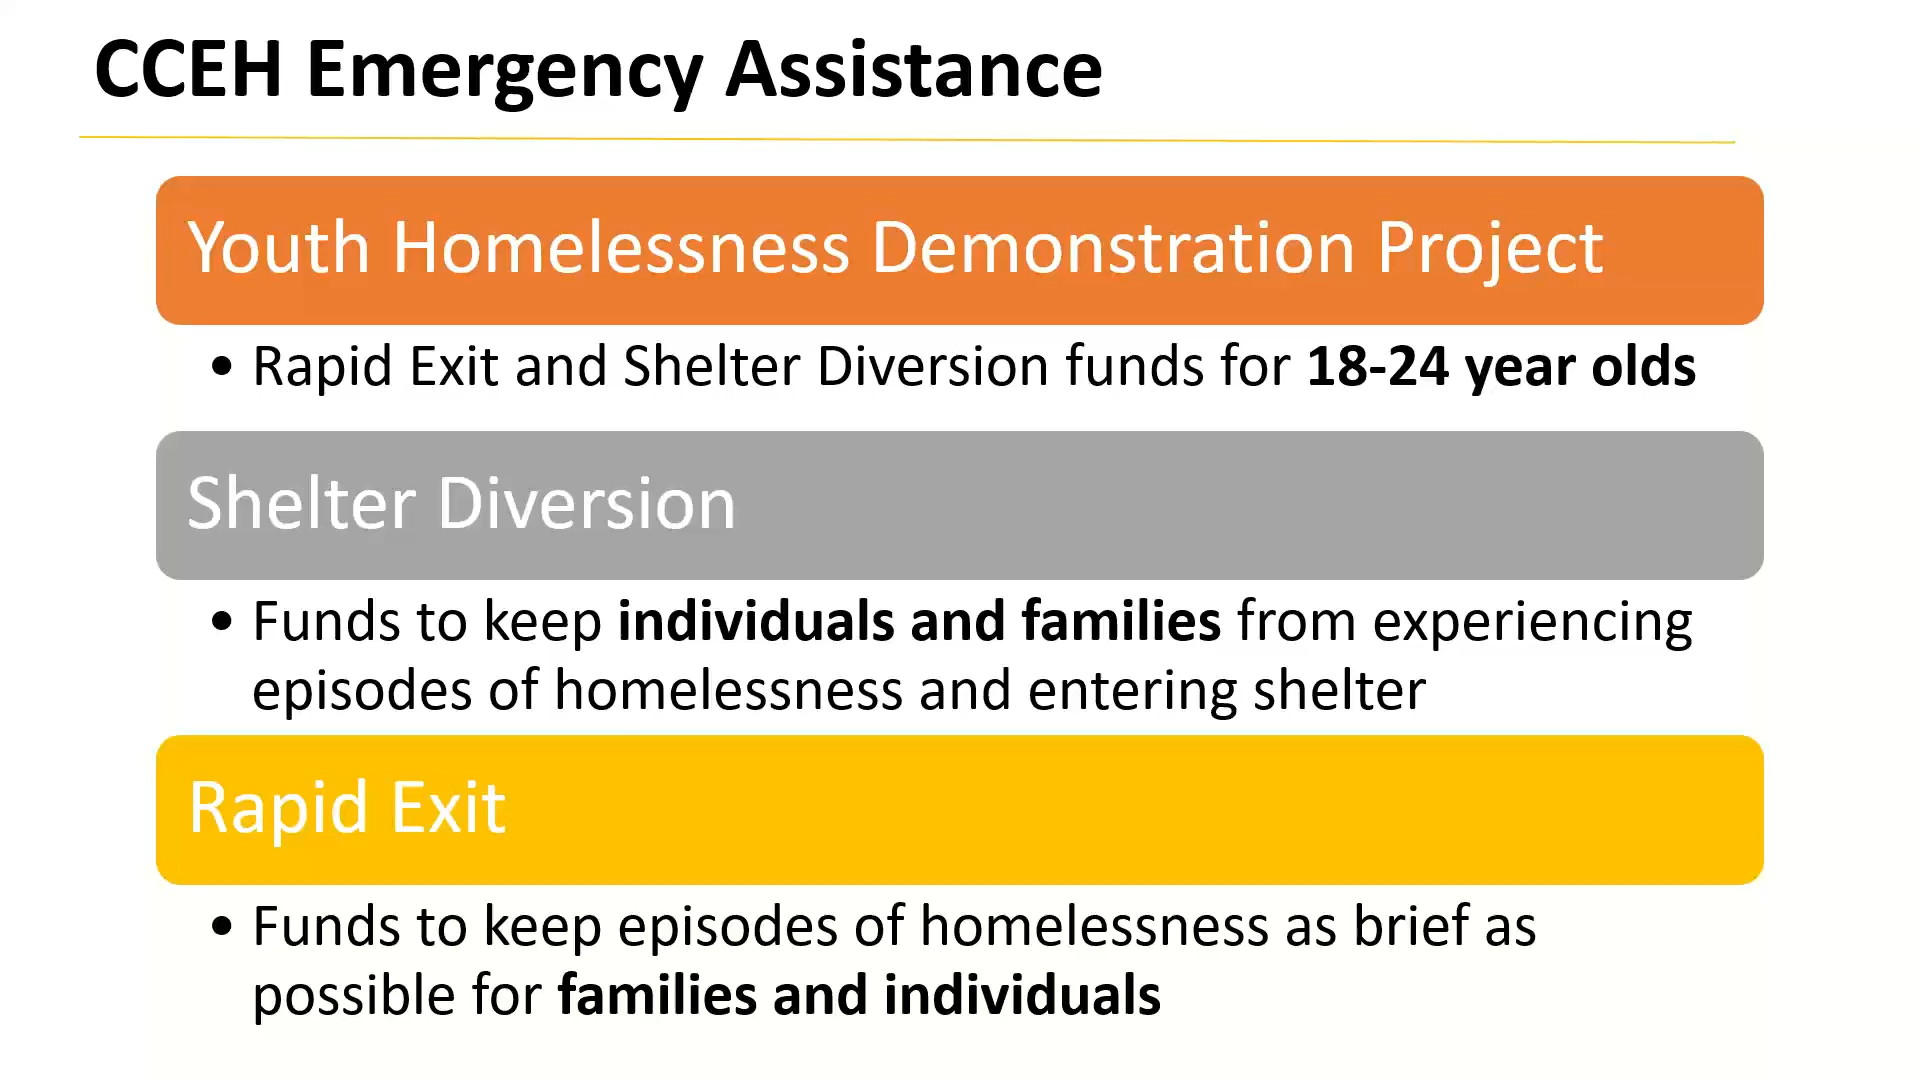 CCEH Emergency Assistance
Youth Homelessness Demonstration Project
• Rapid Exit and Shelter Diversion funds for 18-24 year olds
Shelter Diversion
• Funds to keep individuals and families from experiencing
episodes of homelessness and entering shelter
Rapid Exit
• Funds to keep episodes of homelessness as brief as
possible for families and individuals